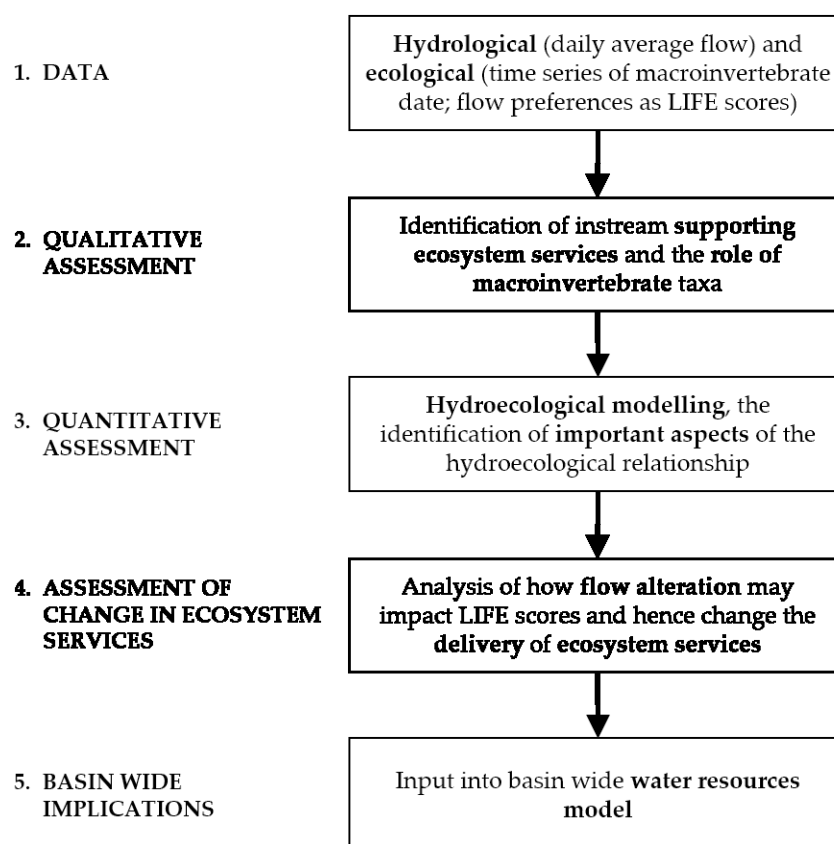 1. DATA
Hydrological (daily average flow) and
ecological (time series of macroinvertebrate
date; flow preferences as LIFE scores)
2. QUALITATIVE
ASSESSMENT
Identification of instream supporting
ecosystem services and the role of
macroinvertebrate taxa
3. QUANTITATIVE
ASSESSMENT
Hydroecological modelling, the
identification of important aspects of the
hydroecological relationship
4. ASSESSMENT OF
CHANGE IN ECOSYSTEM
SERVICES
Analysis of how flow alteration may
impact LIFE scores and hence change the
delivery of ecosystem services
5. BASIN WIDE
IMPLICATIONS
Input into basin wide water resources
model